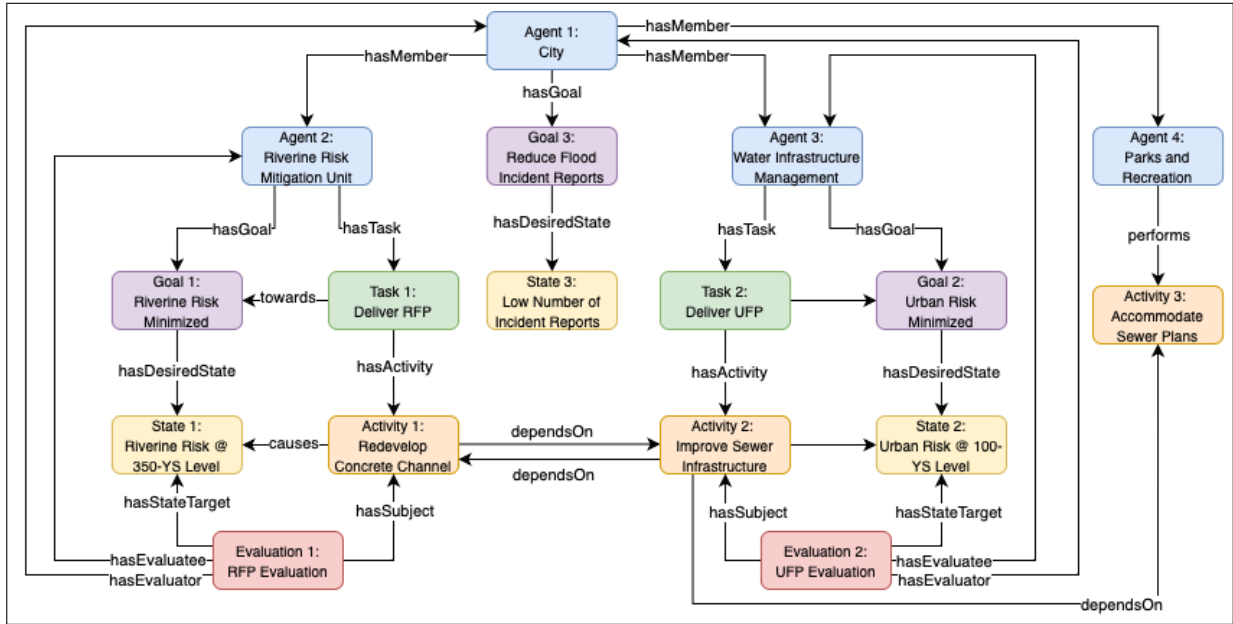 Agent 1:
City
hasMember
hasMember
hasMember
hasGoal
Agent 2:
Riverine Risk
Mitigation Unit
Goal 3:
Reduce Flood
Incident Reports
Agent 3:
Water Infrastructure
Management
Agent 4:
Parks and
Recreation
hasGoal
hasTask
hasDesiredState
hasTask
hasGoal
performs
Goal 1:
Riverine Risk
Minimized
towards
Task 1:
Deliver RFP
State 3:
Low Number of
Incident Reports
Task 2:
Deliver UFP
Goal 2:
Urban Risk
Minimized
Activity 3:
Accommodate
Sewer Plans
hasDesiredState
hasActivity
hasActivity
hasDesiredState
State 1:
Riverine Risk @
350-YS Level
causes
Activity 1:
Redevelop
Concrete Channel
dependsOn
dependsOn
Activity 2:
Improve Sewer
Infrastructure
State 2:
Urban Risk @ 100-
YS Level
hasStateTarget
hasSubject
hasSubject
hasStateTarget
Evaluation 1:
RFP Evaluation
hasEvaluatee
hasEvaluator
Evaluation 2:
UFP Evaluation
hasEvaluatee
hasEvaluator
dependsOn